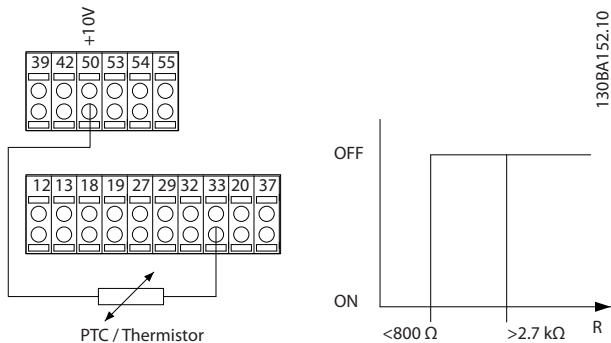 +10V
39 42 50 53 54 55
12 13 18 19 27 29 32 33 20 37
PTC / Thermistor
130BA152.10
OFF
ON
<800 Ω >2.7 kΩ R